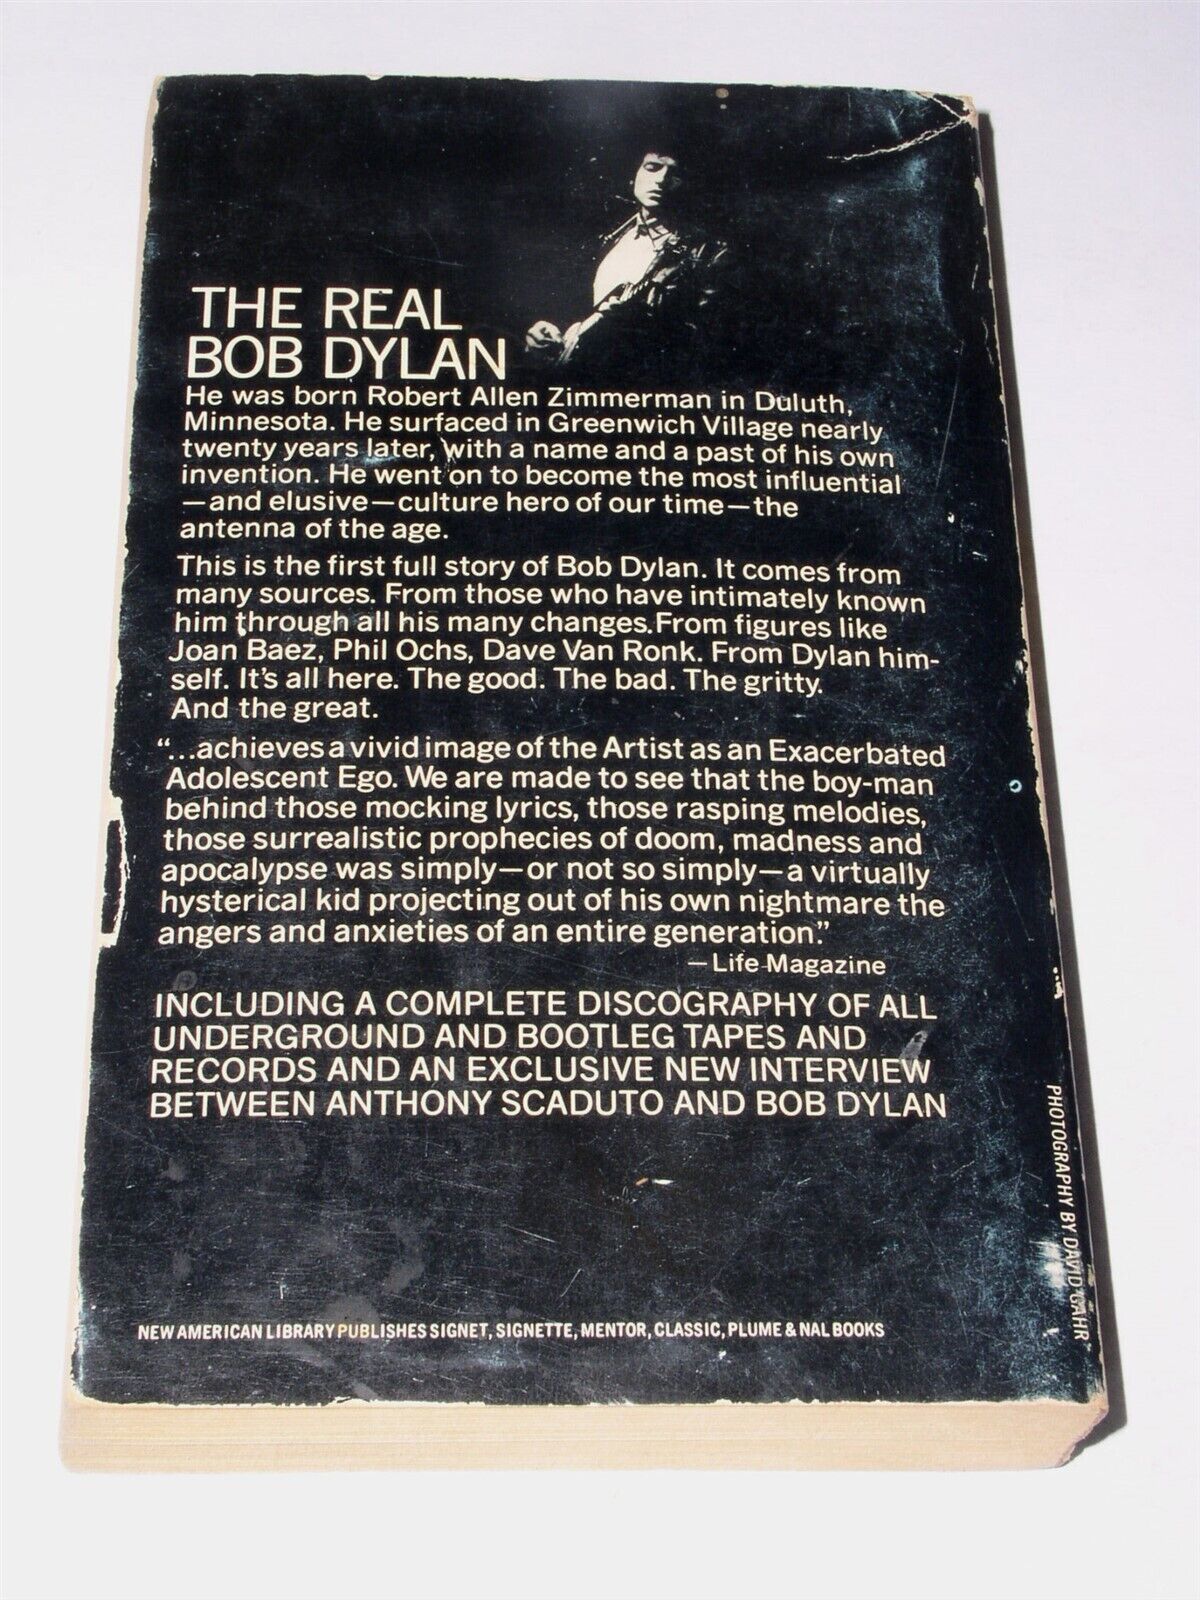 THE REAL
BOB DYLAN
He was born Robert Allen Zimmerman in Duluth,
Minnesota. He surfaced in Greenwich Village nearly
twenty years later, with a name and a past of his own
invention. He went on to become the most influential
—and elusive—culture hero of our time—the
antenna of the age.
This is the first full story of Bob Dylan. It comes from
many sources. From those who have intimately known
him through all his many changes.From figures like
Joan Baez, Phil Ochs, Dave Van Ronk. From Dylan him-
self. It's all here. The good. The bad. The gritty.
And the great.
“...achieves a vivid image of the Artist as an Exacerbated
Adolescent Ego. We are made to see that the boy-man
behind those mocking lyrics, those rasping melodies,
those surrealistic prophecies of doom, madness and
apocalypse was simply—or not so simply—a virtually
hysterical kid projecting out of his own nightmare the
angers and anxieties of an entire generation.”
—Life Magazine
INCLUDING A COMPLETE DISCOGRAPHY OF ALL
UNDERGROUND AND BOOTLEG TAPES AND
RECORDS AND AN EXCLUSIVE NEW INTERVIEW
BETWEEN ANTHONY SCADUTO AND BOB DYLAN
PHOTOGRAPHY BY DAVID GAHR
NEW AMERICAN LIBRARY PUBLISHES SIGNET, SIGNETTE, MENTOR, CLASSIC, PLUME & NAL BOOKS